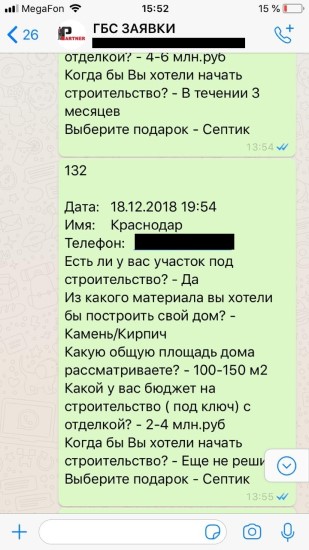 MegaFon 15:52 15 %
26 PARTNER ГБС ЗАЯВКИ
отделкой? - 4-6 млн.руб
Когда бы Вы хотели начать
строительство? - В течении 3
месяцев
Выберите подарок - Септик
13:54
132
Дата: 18.12.2018 19:54
Имя: Краснодар
Телефон:
Есть ли у вас участок под
строительство? - Да
Из какого материала вы хотели
бы построить свой дом? -
Камень/Кирпич
Какую общую площадь дома
рассматриваете? - 100-150 м2
Какой у вас бюджет на
строительство ( под ключ) с
отделкой? - 2-4 млн.руб
Когда бы Вы хотели начать
строительство? - Еще не реши
Выберите подарок - Септик
13:55